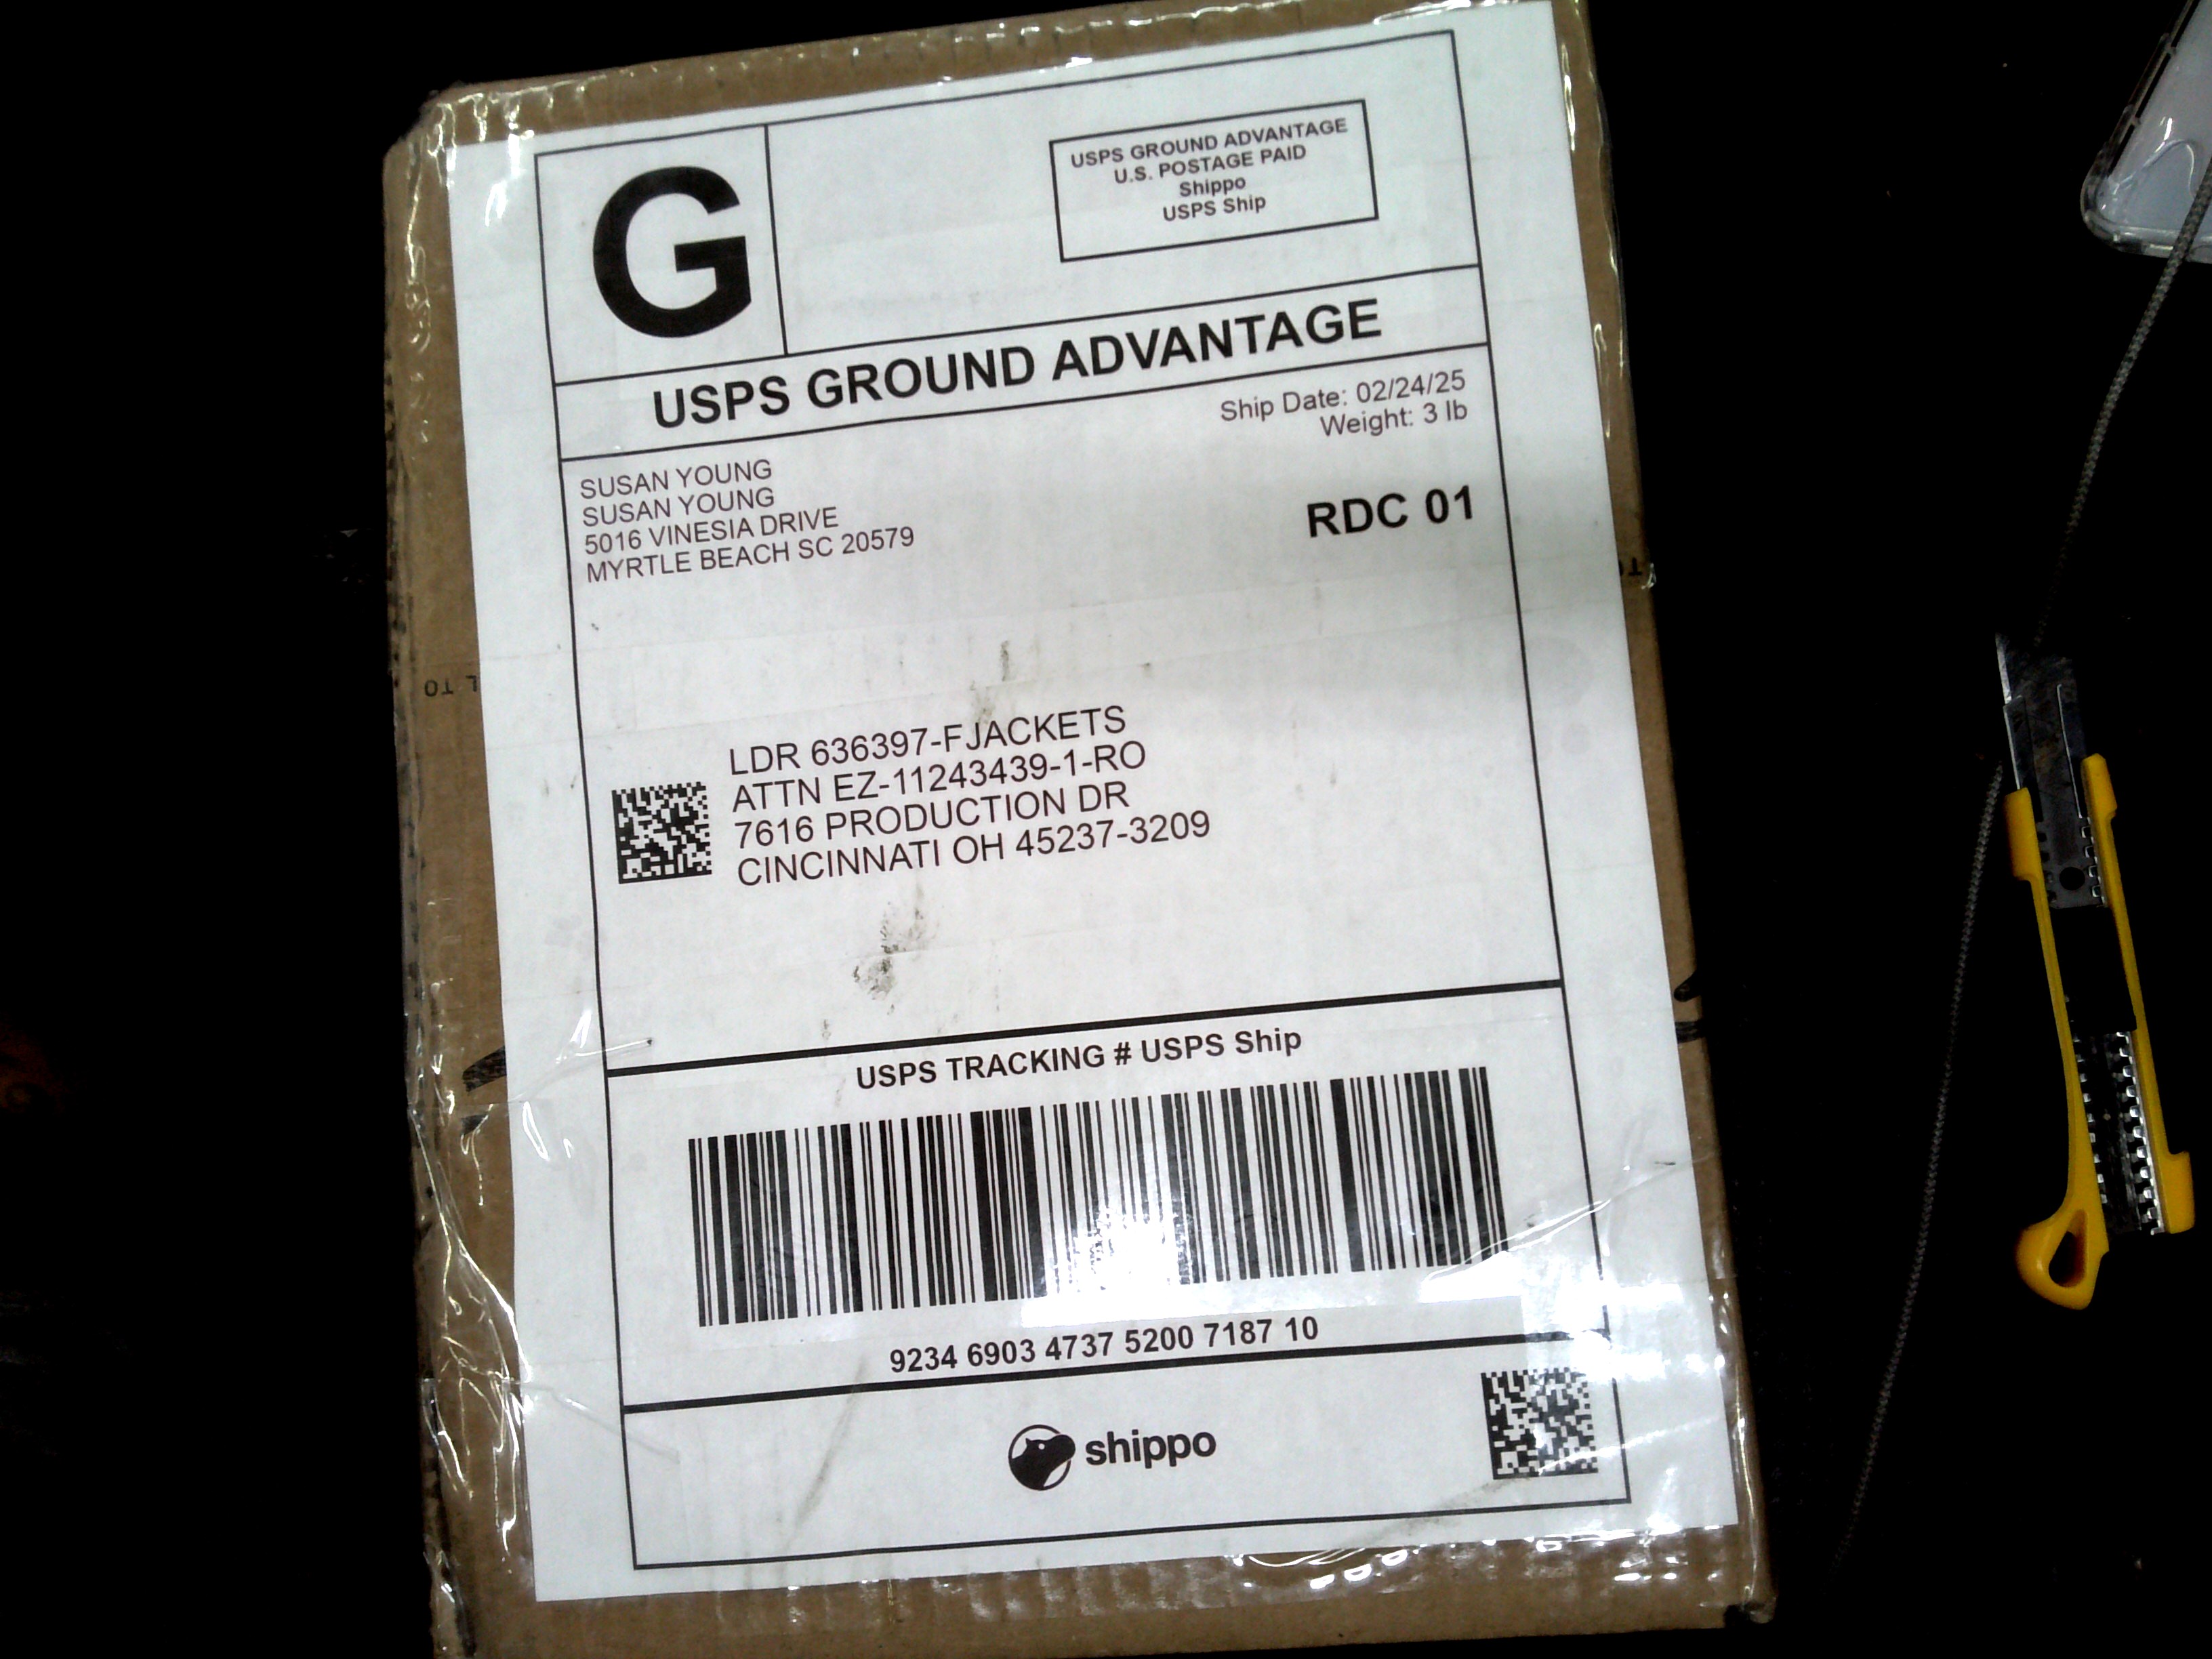 G
USPS GROUND ADVANTAGE
U.S. POSTAGE PAID
Shippo
USPS Ship
USPS GROUND ADVANTAGE
Ship Date: 02/24/25
Weight: 3 lb
SUSAN YOUNG
SUSAN YOUNG
5016 VINESIA DRIVE
MYRTLE BEACH SC 20579
RDC 01
L TO
LDR 636397-FJACKETS
ATTN EZ-11243439-1-RO
7616 PRODUCTION DR
CINCINNATI OH 45237-3209
USPS TRACKING # USPS Ship
9234 6903 4737 5200 7187 10
shippo